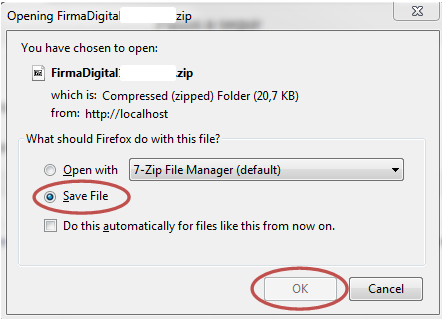 Opening FirmaDigital .zip
You have chosen to open:
FirmaDigital .zip
which is: Compressed (zipped) Folder (20,7 KB)
from: http://localhost
What should Firefox do with this file?
Open with 7-Zip File Manager (default)
Save File
Do this automatically for files like this from now on.
OK Cancel